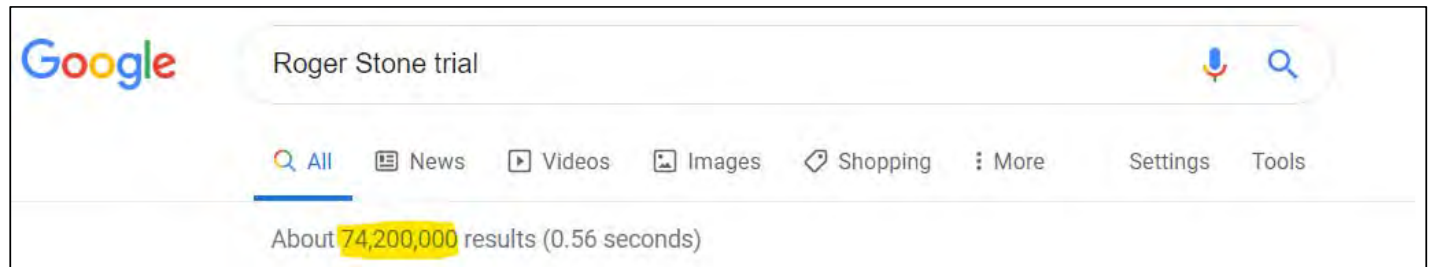 Google Roger Stone trial
All News Videos Images Shopping More Settings Tools
About 74,200,000 results (0.56 seconds)